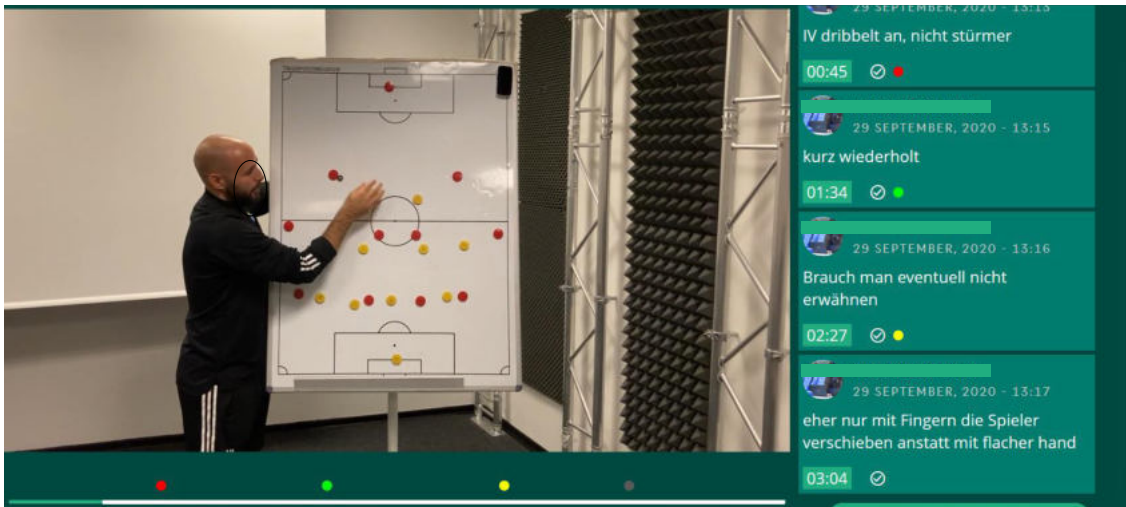 29 SEPTEMBER, 2020 - 13:13
IV dribbelt an, nicht stürmer
00:45
29 SEPTEMBER, 2020 - 13:15
kurz wiederholt
01:34
29 SEPTEMBER, 2020 - 13:16
Brauch man eventuell nicht
erwähnen
02:27
29 SEPTEMBER, 2020 - 13:17
eher nur mit Fingern die Spieler
verschieben anstatt mit flacher hand
03:04